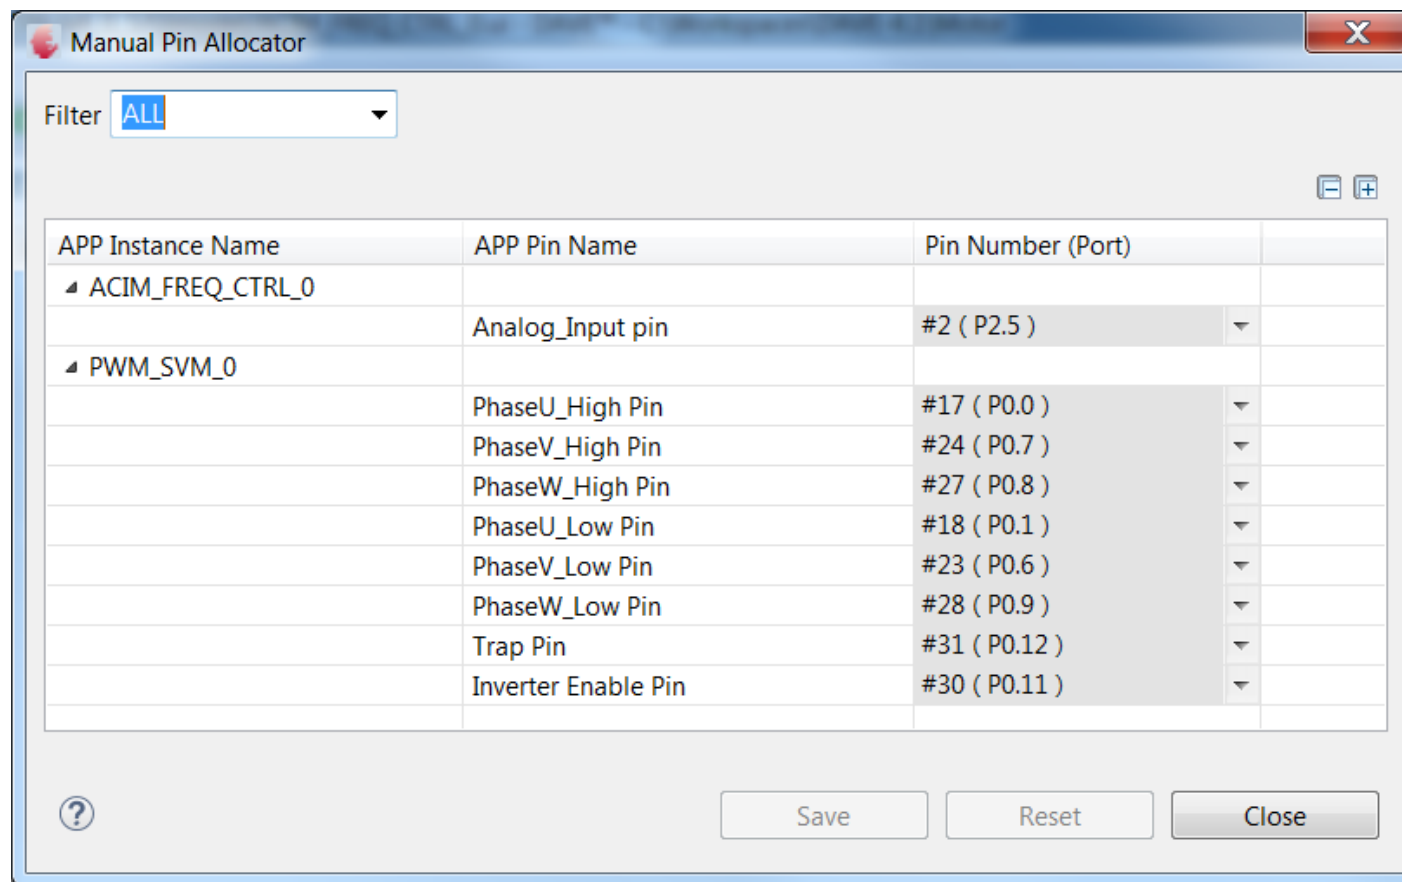 Manual Pin Allocator
Filter ALL
APP Instance Name APP Pin Name Pin Number (Port)
ACIM_FREQ_CTRL_0
Analog_Input pin #2 ( P2.5 )
PWM_SVM_0
PhaseU_High Pin #17 ( P0.0 )
PhaseV_High Pin #24 ( P0.7 )
PhaseW_High Pin #27 ( P0.8 )
PhaseU_Low Pin #18 ( P0.1 )
PhaseV_Low Pin #23 ( P0.6 )
PhaseW_Low Pin #28 ( P0.9 )
Trap Pin #31 ( P0.12 )
Inverter Enable Pin #30 ( P0.11 )
Save Reset Close